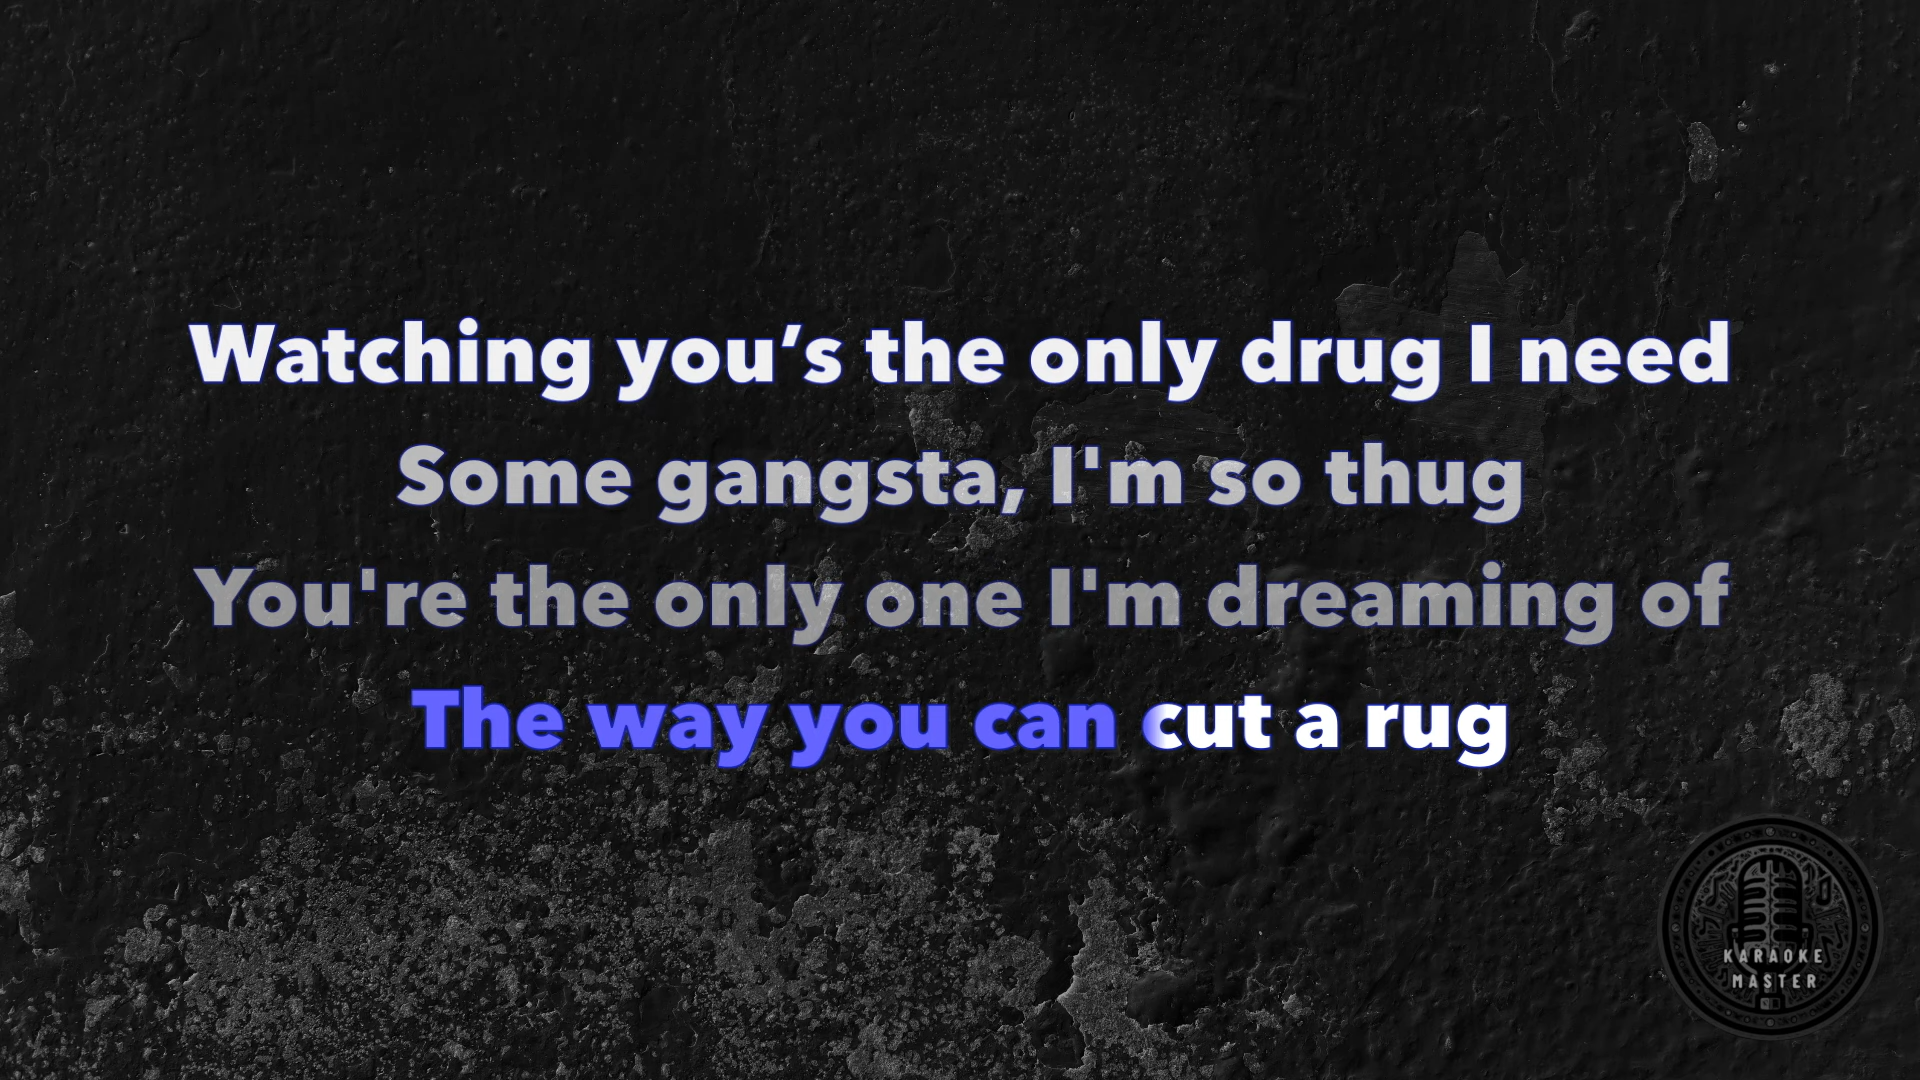 Watching you’s the only drug I need
Some gangsta, I'm so thug
You're the only one I'm dreaming of
The way you can cut a rug
KARAOKE
MASTER